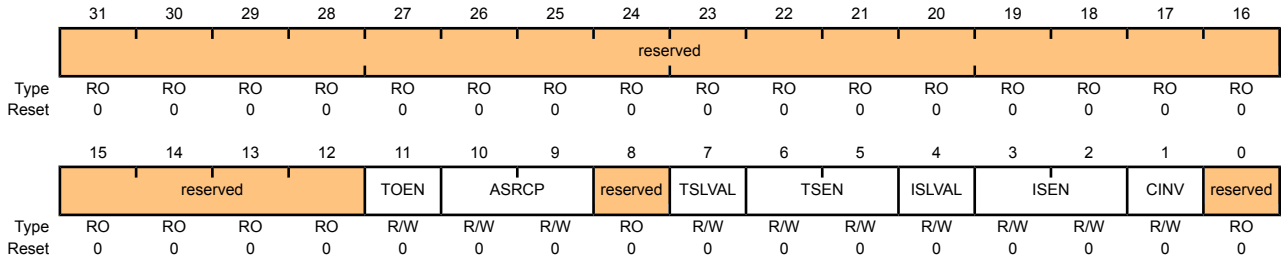 31 30 29 28 27 26 25 24 23 22 21 20 19 18 17 16
reserved
Type RO RO RO RO RO RO RO RO RO RO RO RO RO RO RO RO
Reset 0 0 0 0 0 0 0 0 0 0 0 0 0 0 0 0
15 14 13 12 11 10 9 8 7 6 5 4 3 2 1 0
reserved TOEN ASRCP reserved TSLVAL TSEN ISLVAL ISEN CINV reserved
Type RO RO RO RO R/W R/W R/W RO R/W R/W R/W R/W R/W R/W R/W RO
Reset 0 0 0 0 0 0 0 0 0 0 0 0 0 0 0 0